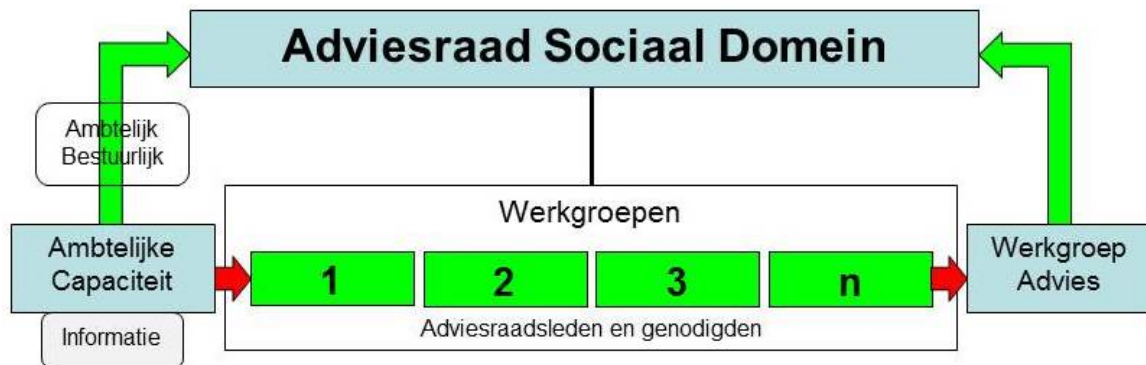 Adviesraad Sociaal Domein
Ambtelijk
Bestuurlijk
Werkgroepen
Ambtelijke
Capaciteit
1
2
3
n
Werkgroep
Advies
Adviesraadsleden en genodigden
Informatie